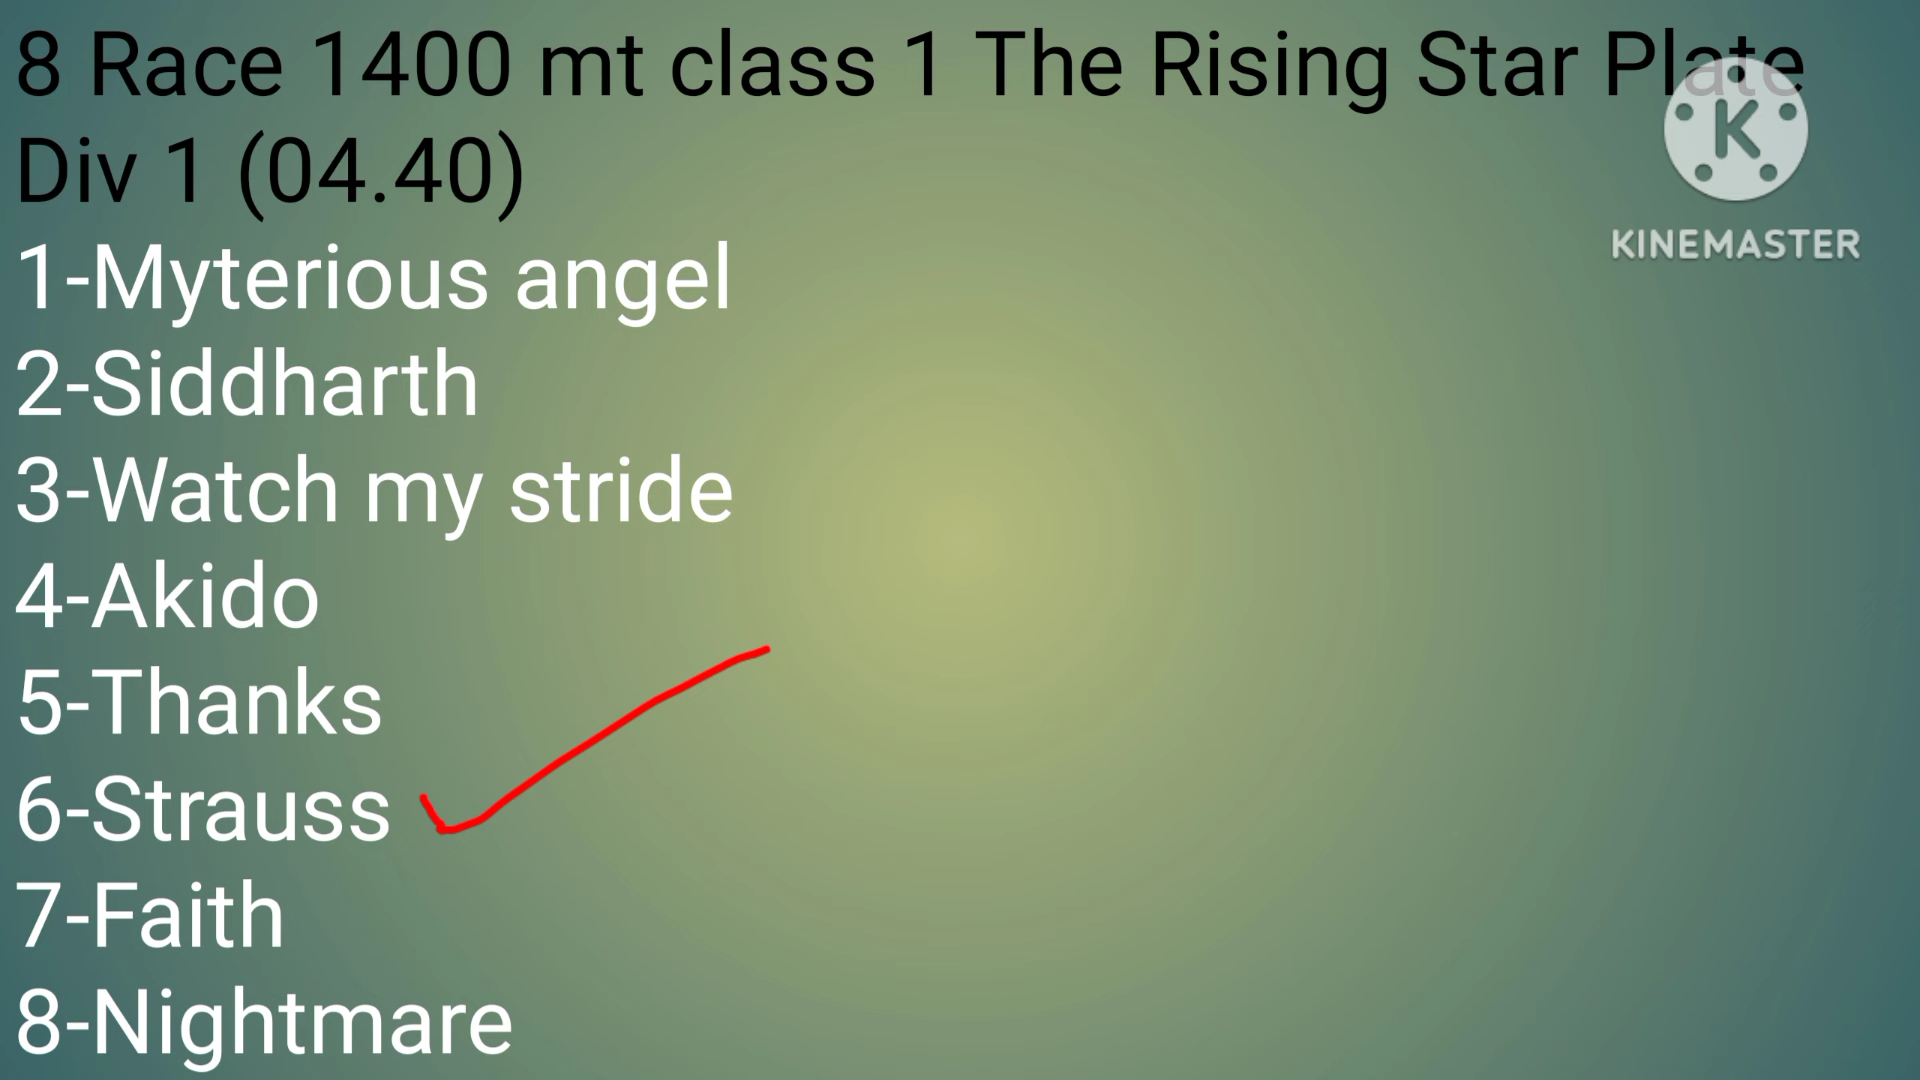 8 Race 1400 mt class 1 The Rising Star Plate
Div 1 (04.40)
1-Myterious angel
2-Siddharth
3-Watch my stride
4-Akido
5-Thanks
6-Strauss
7-Faith
8-Nightmare
K
KINEMASTER